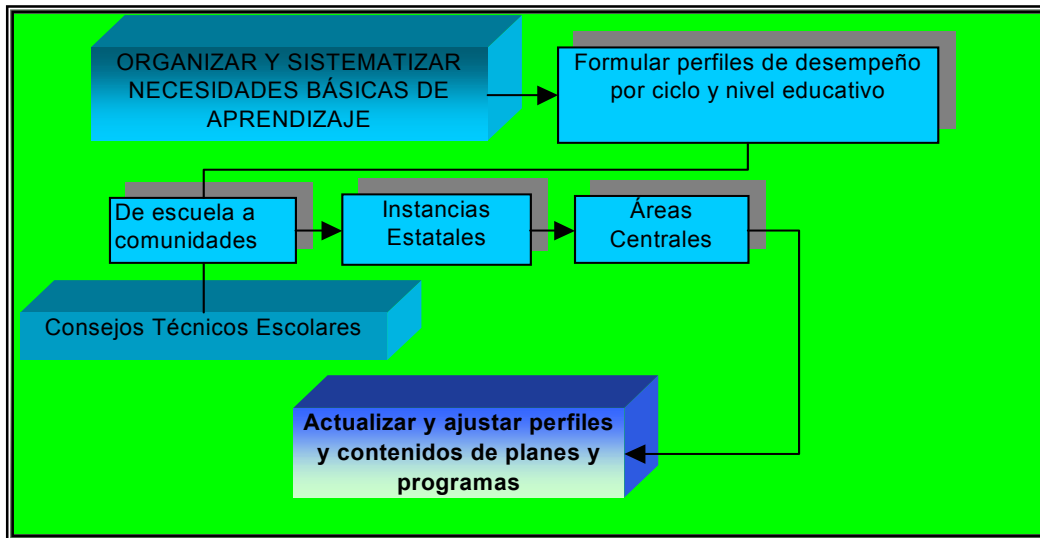 ORGANIZAR Y SISTEMATIZAR
NECESIDADES BÁSICAS DE
APRENDIZAJE
Formular perfiles de desempeño
por ciclo y nivel educativo
De escuela a
comunidades
Instancias
Estatales
Áreas
Centrales
Consejos Técnicos Escolares
Actualizar y ajustar perfiles
y contenidos de planes y
programas